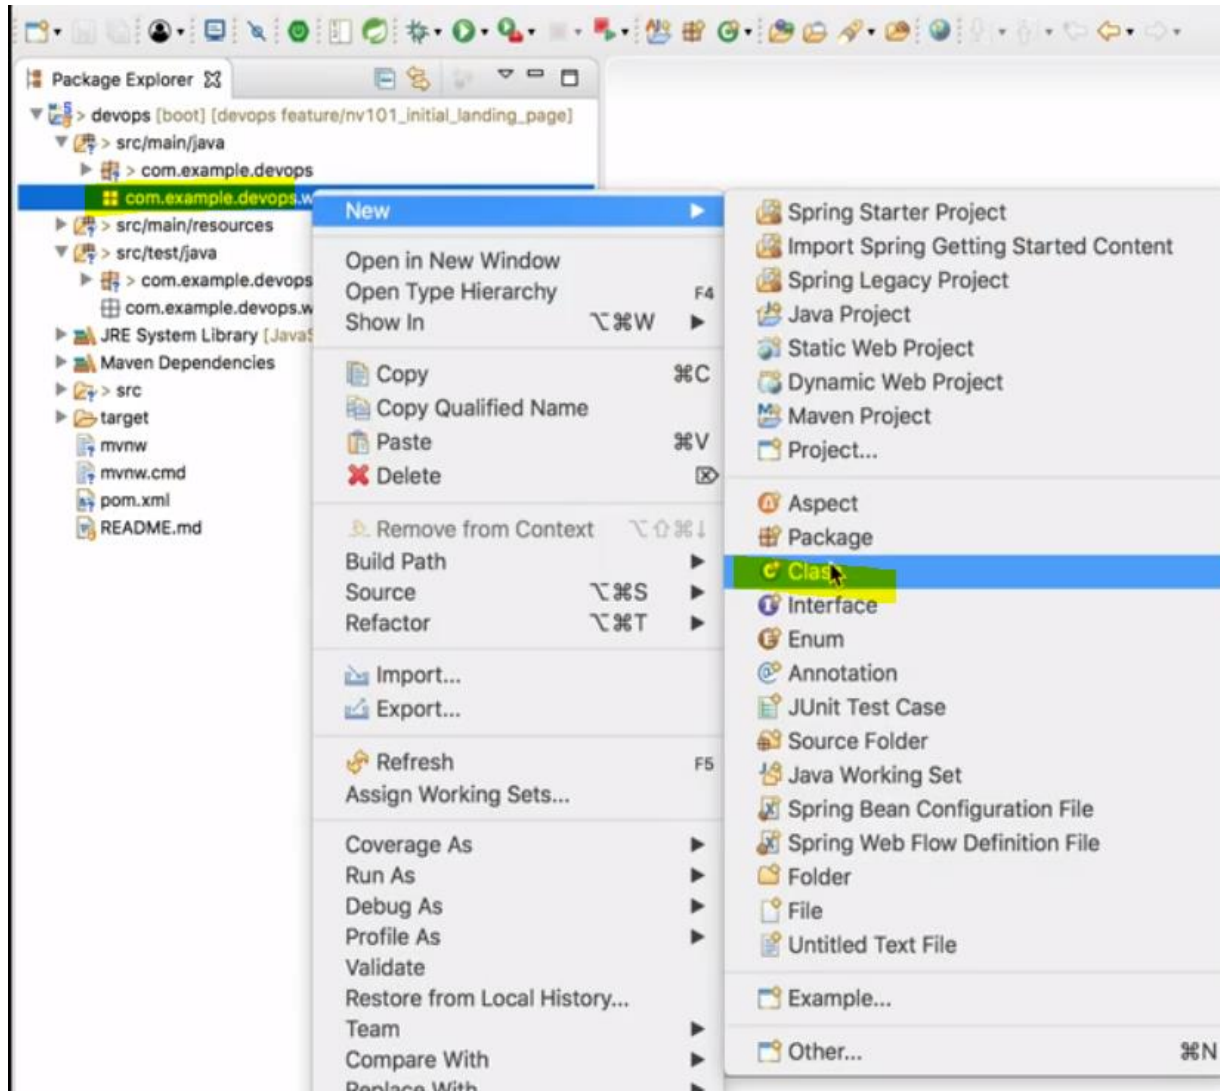 Package Explorer
> devops [boot] [devops feature/nv101_initial_landing_page]
> src/main/java
> com.example.devops
com.example.devops.w
> src/main/resources
> src/test/java
> com.example.devops
com.example.devops.w
JRE System Library [JavaS
Maven Dependencies
> src
target
mvnw
mvnw.cmd
pom.xml
README.md
New
Open in New Window
Open Type Hierarchy F4
Show In ⌥⌘W
Copy ⌘C
Copy Qualified Name
Paste ⌘V
Delete ⌦
Remove from Context ⌥⇧⌘↓
Build Path
Source ⌥⌘S
Refactor ⌥⌘T
Import...
Export...
Refresh F5
Assign Working Sets...
Coverage As
Run As
Debug As
Profile As
Validate
Restore from Local History...
Team
Compare With
Replace With
Spring Starter Project
Import Spring Getting Started Content
Spring Legacy Project
Java Project
Static Web Project
Dynamic Web Project
Maven Project
Project...
Aspect
Package
Class
Interface
Enum
Annotation
JUnit Test Case
Source Folder
Java Working Set
Spring Bean Configuration File
Spring Web Flow Definition File
Folder
File
Untitled Text File
Example...
Other... ⌘N